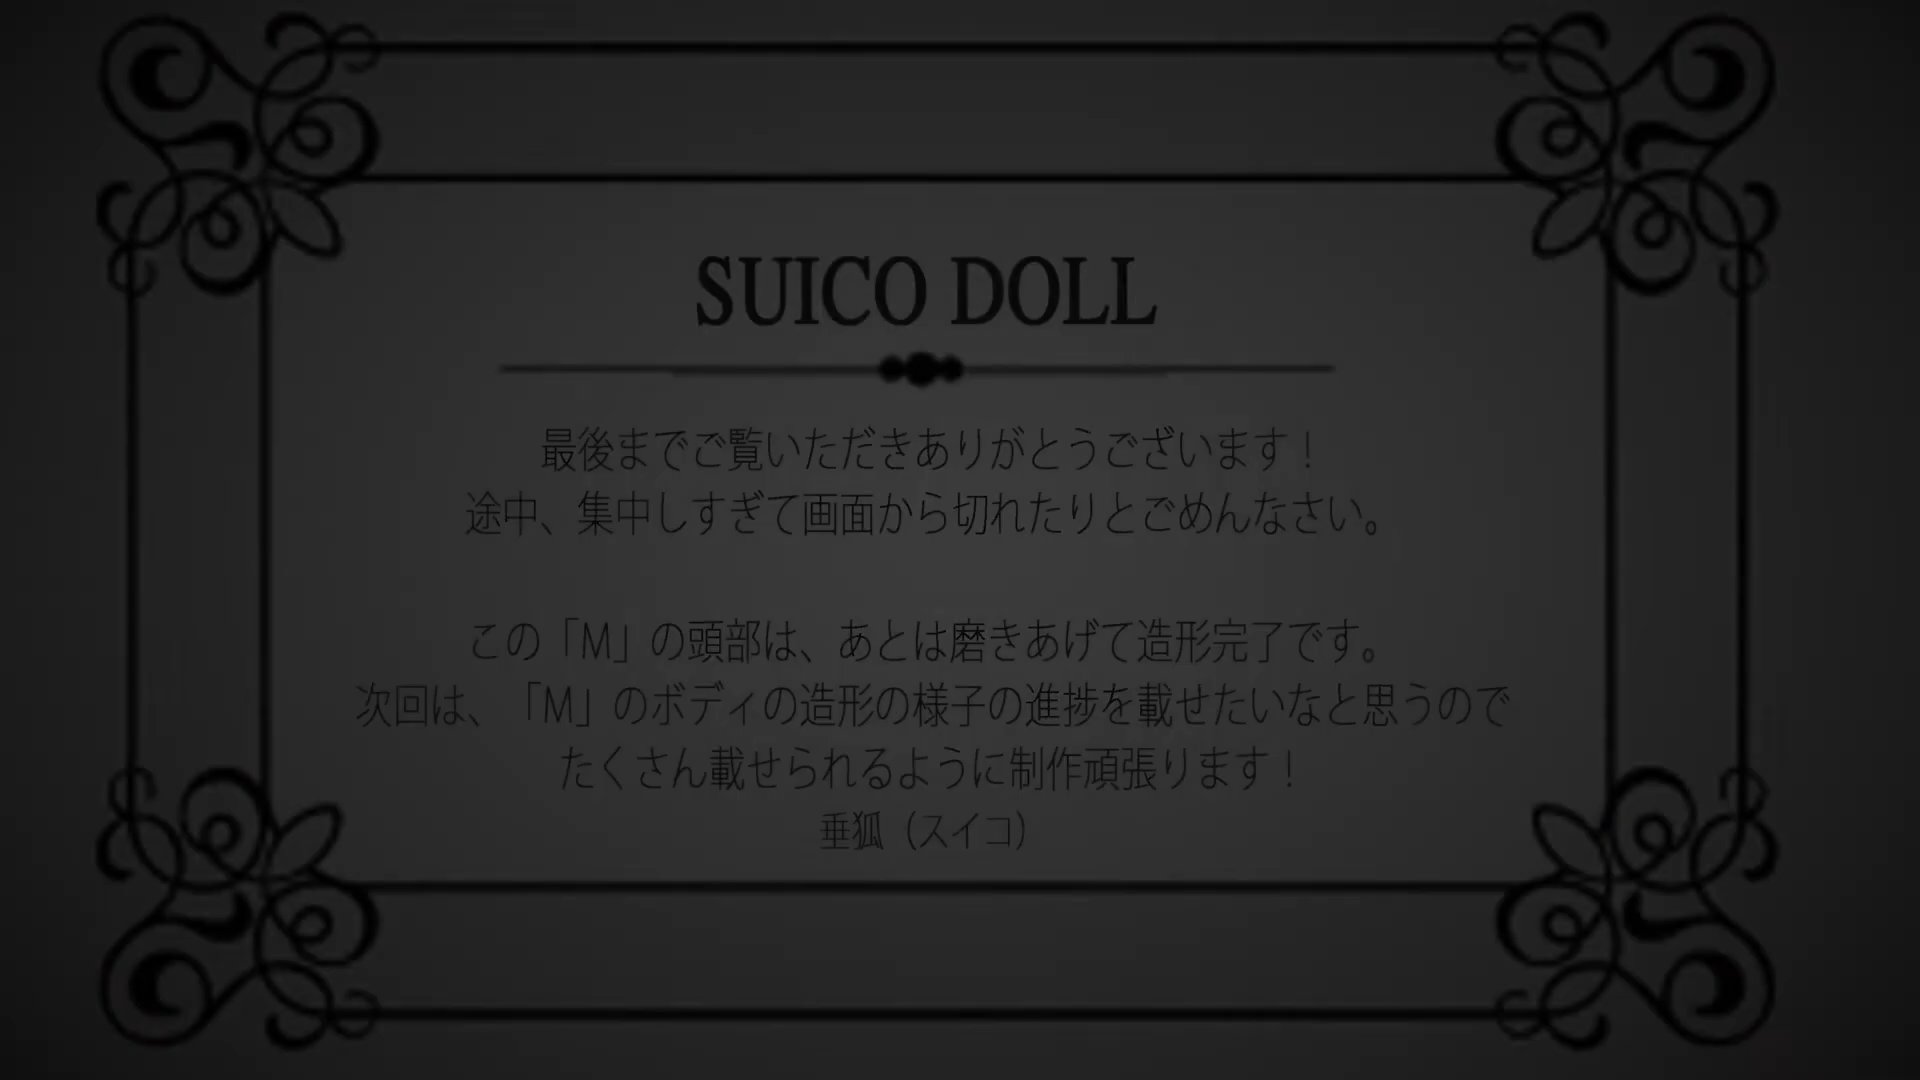 SUICO DOLL
最後までご覧いただきありがとうございます！
途中、集中しすぎて画面から切れたりとごめんなさい。
この「M」の頭部は、あとは磨きあげて造形完了です。
次回は、「M」のボディの造形の様子の進捗を載せたいなと思うので
たくさん載せられるように制作頑張ります！
垂狐（スイコ）